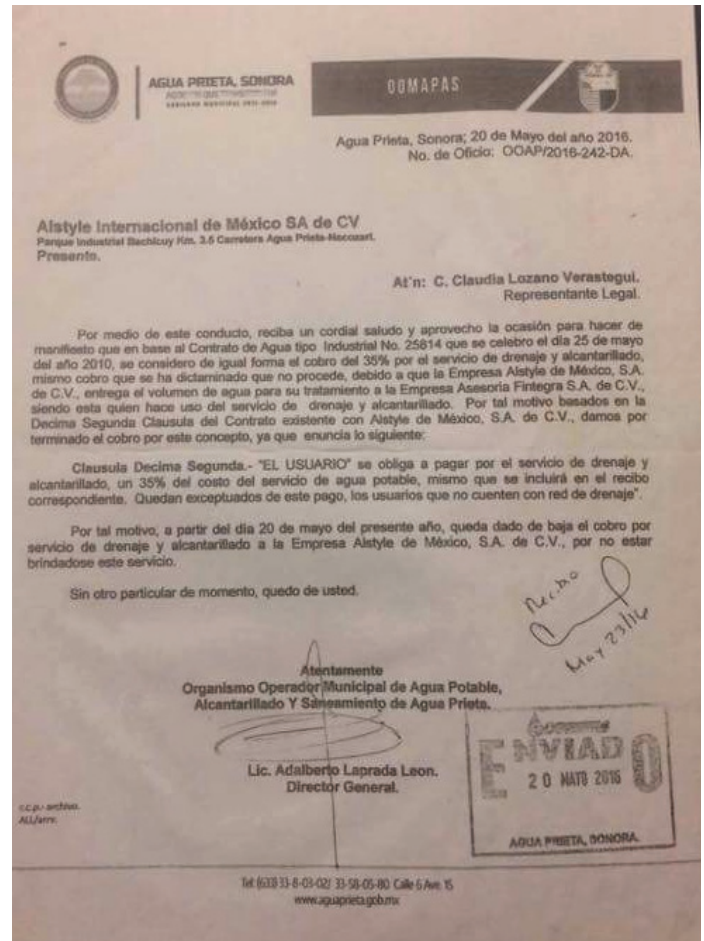 AGUA PRIETA, SONORA
GOBIERNO MUNICIPAL 2015-2018
OOMAPAS
Agua Prieta, Sonora; 20 de Mayo del año 2016.
No. de Oficio: OOAP/2016-242-DA.
Alstyle Internacional de México SA de CV
Parque Industrial Bachicuy Km. 3.5 Carretera Agua Prieta-Nacozari.
Presente.
At'n: C. Claudia Lozano Verastegui.
Representante Legal.
Por medio de este conducto, reciba un cordial saludo y aprovecho la ocasión para hacer de
manifiesto que en base al Contrato de Agua tipo Industrial No. 25814 que se celebro el día 25 de mayo
del año 2010, se considero de igual forma el cobro del 35% por el servicio de drenaje y alcantarillado,
mismo cobro que se ha dictaminado que no procede, debido a que la Empresa Alstyle de México, S.A.
de C.V., entrega el volumen de agua para su tratamiento a la Empresa Asesoria Fintegra S.A. de C.V.,
siendo esta quien hace uso del servicio de drenaje y alcantarillado. Por tal motivo basados en la
Decima Segunda Clausula del Contrato existente con Alstyle de México, S.A. de C.V., damos por
terminado el cobro por este concepto, ya que enuncia lo siguiente:
Clausula Decima Segunda.- "EL USUARIO" se obliga a pagar por el servicio de drenaje y
alcantarillado, un 35% del costo del servicio de agua potable, mismo que se incluirá en el recibo
correspondiente. Quedan exceptuados de este pago, los usuarios que no cuenten con red de drenaje".
Por tal motivo, a partir del día 20 de mayo del presente año, queda dado de baja el cobro por
servicio de drenaje y alcantarillado a la Empresa Alstyle de México, S.A. de C.V., por no estar
brindadose este servicio.
Sin otro particular de momento, quedo de usted.
Recibo
May 23/16
Atentamente
Organismo Operador Municipal de Agua Potable,
Alcantarillado Y Saneamiento de Agua Prieta.
Lic. Adalberto Laprada Leon.
Director General.
ENVIADO
20 MAYO 2016
AGUA PRIETA, SONORA.
c.c.p.- archivo.
ALL/arrv.
Tel: (633) 33-8-03-02/ 33-58-05-80 Calle 6 Ave. 15
www.aguaprieta.gob.mx